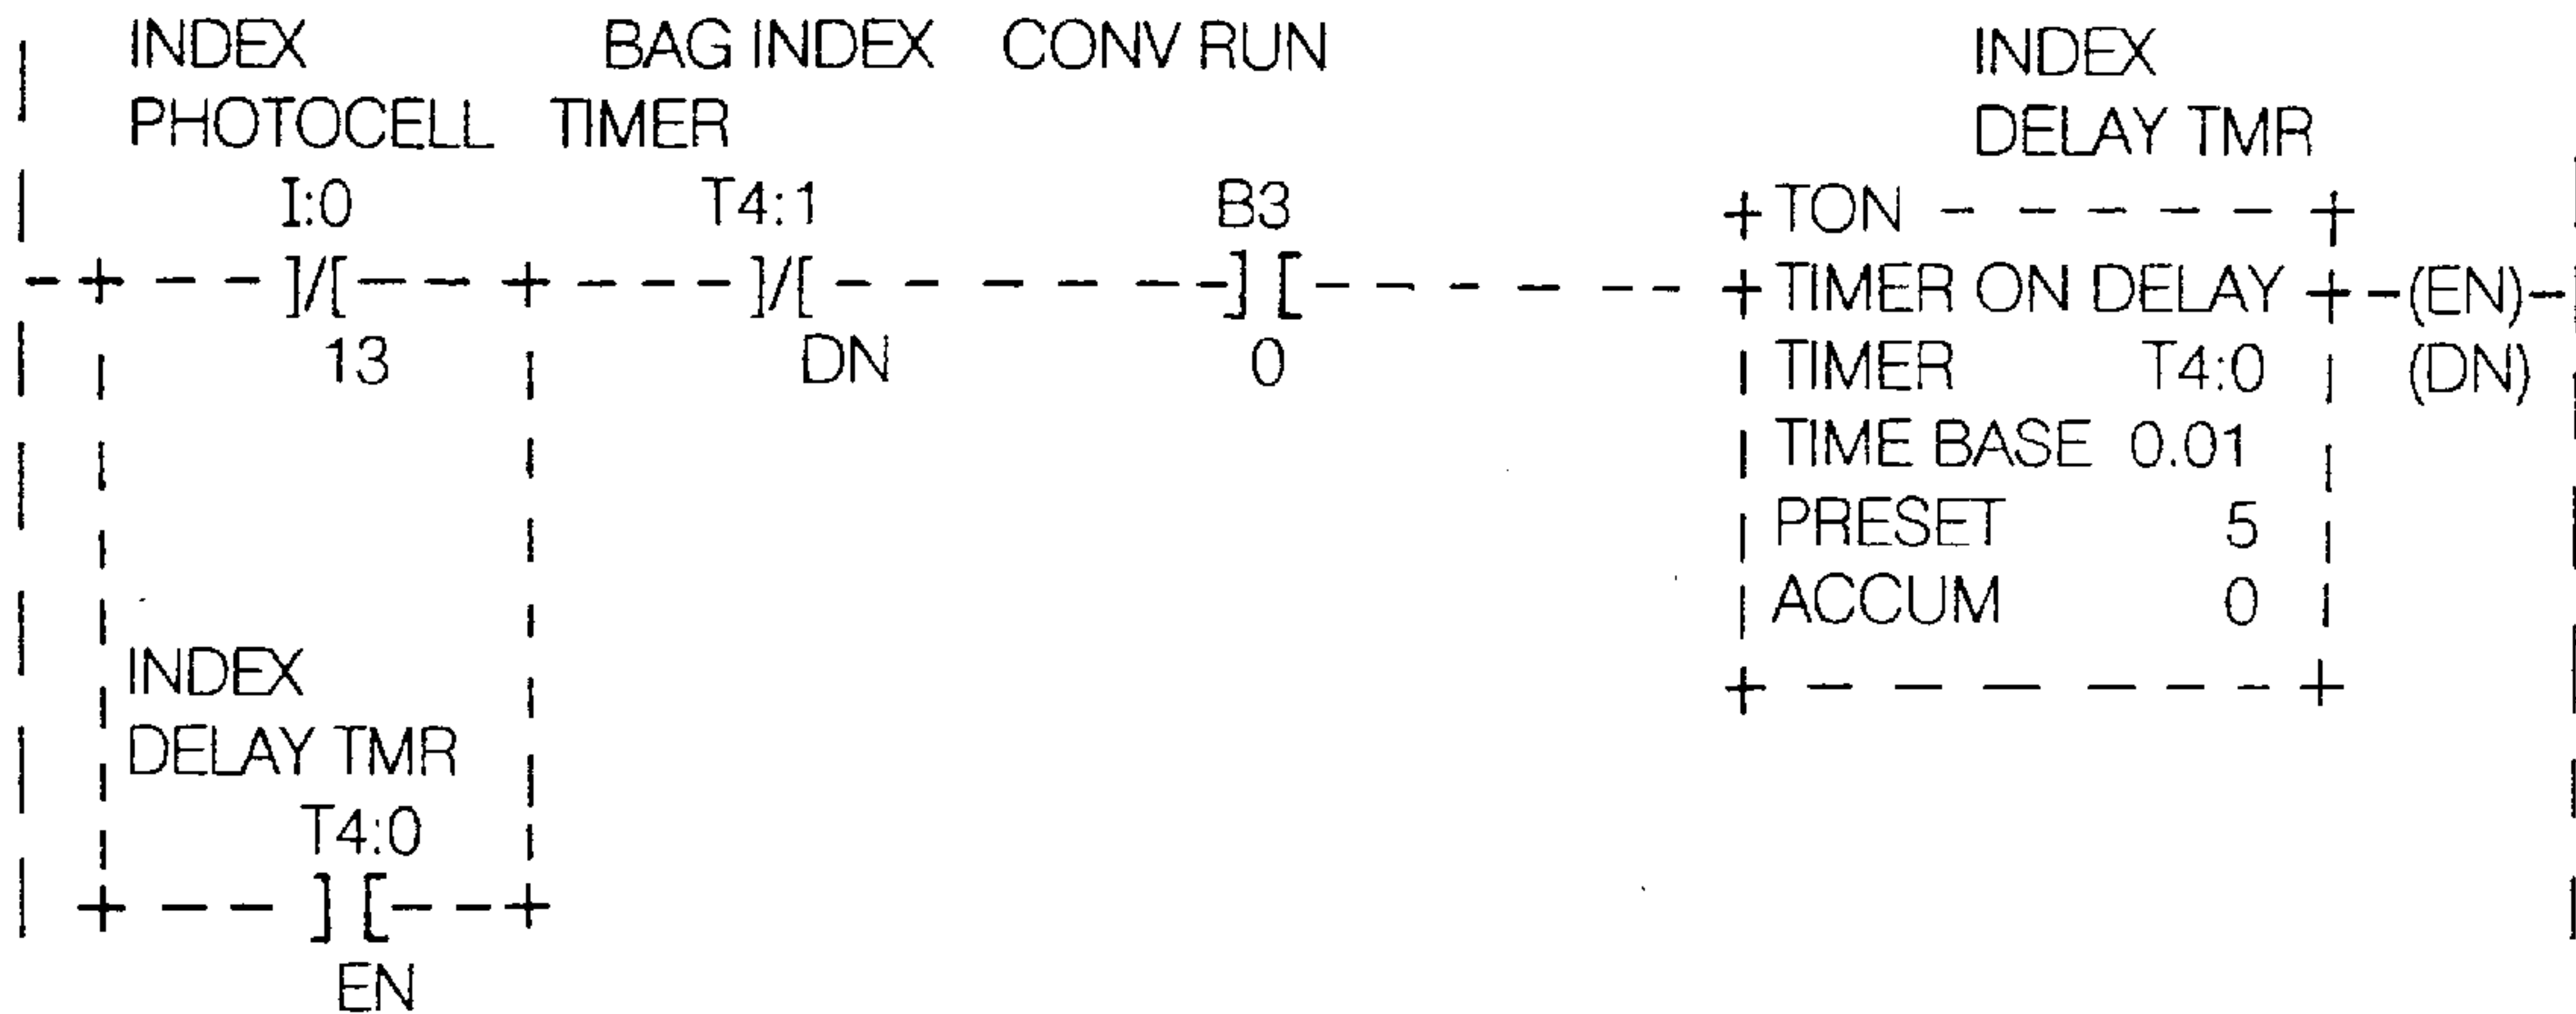 INDEX BAG INDEX CONV RUN INDEX
PHOTOCELL TIMER DELAY TMR
I:0 T4:1 B3
+ TON - - - - - - +
--+ - - - ]/[ - - - + - - - - ]/[ - - - - - - ] [ - - - - - - - + TIMER ON DELAY + -(EN)-
13 DN 0 TIMER T4:0 (DN)
TIME BASE 0.01
PRESET 5
ACCUM 0
+ - - - - - - - +
INDEX
DELAY TMR
T4:0
+ - - - ] [ - - - +
EN